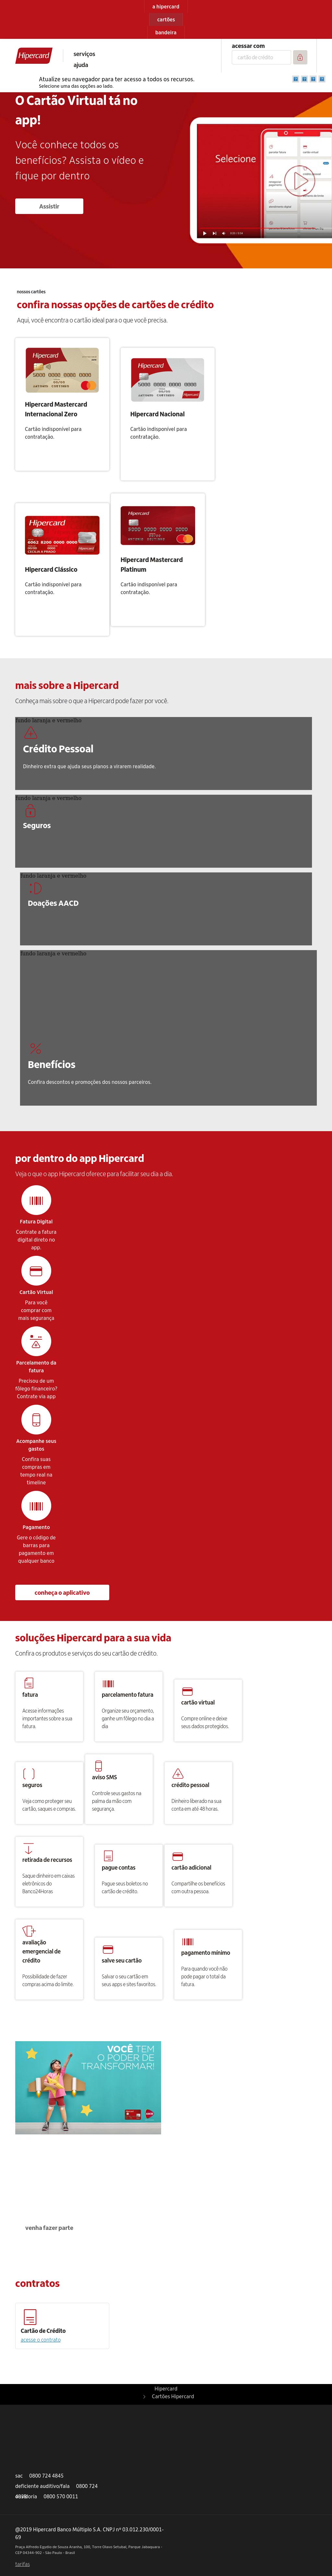 a hipercard
cartões
bandeira
Hipercard
serviços
ajuda
acessar com
cartão de crédito
Atualize seu navegador para ter acesso a todos os recursos.
Selecione uma das opções ao lado.
O Cartão Virtual tá no
app!
Você conhece todos os
benefícios? Assista o vídeo e
fique por dentro
Assistir
Selecione
nossos cartões
confira nossas opções de cartões de crédito
Aqui, você encontra o cartão ideal para o que você precisa.
Hipercard Mastercard
Internacional Zero
Cartão indisponível para
contratação.
Hipercard Nacional
Cartão indisponível para
contratação.
Hipercard Clássico
Cartão indisponível para
contratação.
Hipercard Mastercard
Platinum
Cartão indisponível para
contratação.
mais sobre a Hipercard
Conheça mais sobre o que a Hipercard pode fazer por você.
fundo laranja e vermelho
Crédito Pessoal
Dinheiro extra que ajuda seus planos a virarem realidade.
fundo laranja e vermelho
Seguros
fundo laranja e vermelho
Doações AACD
fundo laranja e vermelho
Benefícios
Confira descontos e promoções dos nossos parceiros.
por dentro do app Hipercard
Veja o que o app Hipercard oferece para facilitar seu dia a dia.
Fatura Digital
Contrate a fatura
digital direto no
app.
Cartão Virtual
Para você
comprar com
mais segurança
Parcelamento da
fatura
Precisou de um
fôlego financeiro?
Contrate via app
Acompanhe seus
gastos
Confira suas
compras em
tempo real na
timeline
Pagamento
Gere o código de
barras para
pagamento em
qualquer banco
conheça o aplicativo
soluções Hipercard para a sua vida
Confira os produtos e serviços do seu cartão de crédito.
fatura
Acesse informações
importantes sobre a sua
fatura.
parcelamento fatura
Organize seu orçamento,
ganhe um fôlego no dia a
dia
cartão virtual
Compre online e deixe
seus dados protegidos.
seguros
Veja como proteger seu
cartão, saques e compras.
aviso SMS
Controle seus gastos na
palma da mão com
segurança
crédito pessoal
Dinheiro liberado na sua
conta em até 48 horas.
retirada de recursos
Saque dinheiro em caixas
eletrônicos do
Banco24Horas
pague contas
Pague seus boletos no
cartão de crédito.
cartão adicional
Compartilhe os benefícios
com outra pessoa.
avaliação
emergencial de
crédito
Possibilidade de fazer
compras acima do limite.
salve seu cartão
Salvar o seu cartão em
seus apps e sites favoritos.
pagamento mínimo
Para quando você não
pode pagar o total da
fatura.
VOCÊ TEM
O PODER DE
TRANSFORMAR!
venha fazer parte
contratos
Cartão de Crédito
acesse o contrato
Hipercard
Cartões Hipercard
sac 0800 724 4845
deficiente auditivo/fala 0800 724
ouvidoria 0800 570 0011
@2019 Hipercard Banco Múltiplo S.A. CNPJ nº 03.012.230/0001-
69
Praça Alfredo Egydio de Souza Aranha, 100, Torre Olavo Setubal, Parque Jabaquara -
CEP 04344-902 - São Paulo - Brasil
tarifas